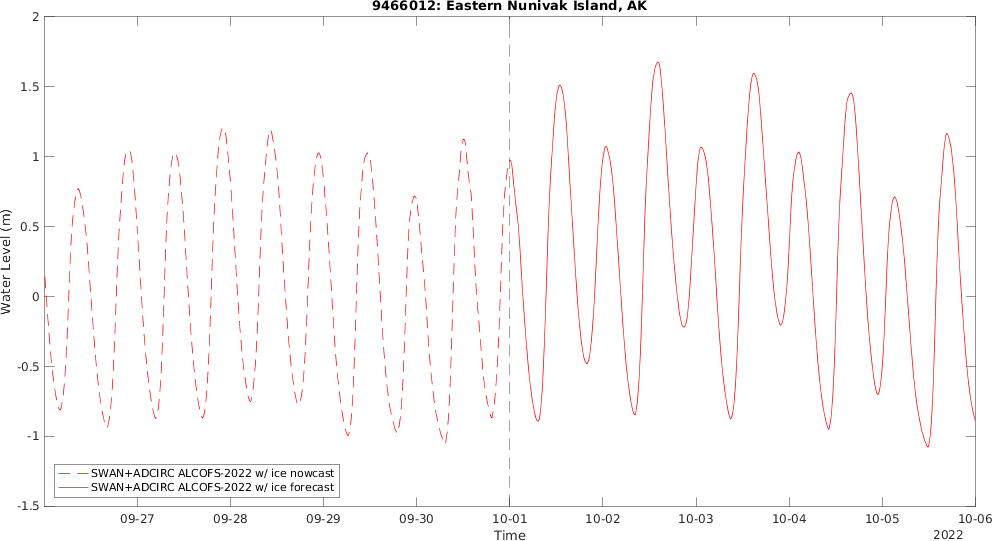 9466012: Eastern Nunivak Island, AK
2
1.5
1
0.5
0
-0.5
-1
-1.5
Water Level (m)
SWAN+ADCIRC ALCOFS-2022 w/ ice nowcast
SWAN+ADCIRC ALCOFS-2022 w/ ice forecast
09-27 09-28 09-29 09-30 10-01 10-02 10-03 10-04 10-05 10-06
Time
2022